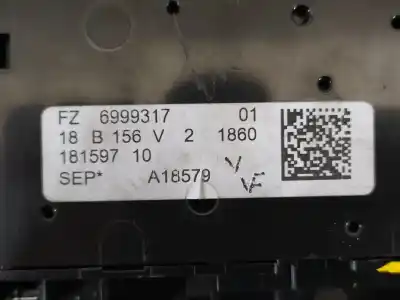 FZ 6999317 01
18 B 156 V 2 1860
181597 10
SEP* A18579
V
VF